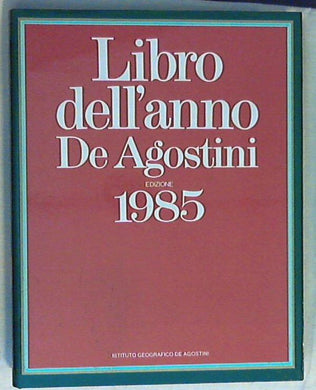 Libro
dell'anno
De Agostini
EDIZIONE
1985
ISTITUTO GEOGRAFICO DE AGOSTINI